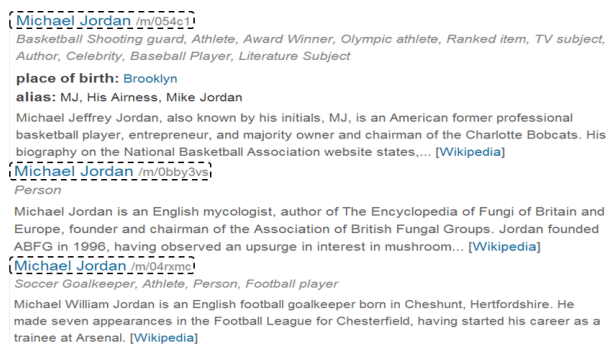 Michael Jordan /m/054c1
Basketball Shooting guard, Athlete, Award Winner, Olympic athlete, Ranked item, TV subject,
Author, Celebrity, Baseball Player, Literature Subject
place of birth: Brooklyn
alias: MJ, His Airness, Mike Jordan
Michael Jeffrey Jordan, also known by his initials, MJ, is an American former professional
basketball player, entrepreneur, and majority owner and chairman of the Charlotte Bobcats. His
biography on the National Basketball Association website states,... [Wikipedia]
Michael Jordan /m/0bby3vs
Person
Michael Jordan is an English mycologist, author of The Encyclopedia of Fungi of Britain and
Europe, founder and chairman of the Association of British Fungal Groups. Jordan founded
ABFG in 1996, having observed an upsurge in interest in mushroom... [Wikipedia]
Michael Jordan /m/04rxmc
Soccer Goalkeeper, Athlete, Person, Football player
Michael William Jordan is an English football goalkeeper born in Cheshunt, Hertfordshire. He
made seven appearances in the Football League for Chesterfield, having started his career as a
trainee at Arsenal. [Wikipedia]